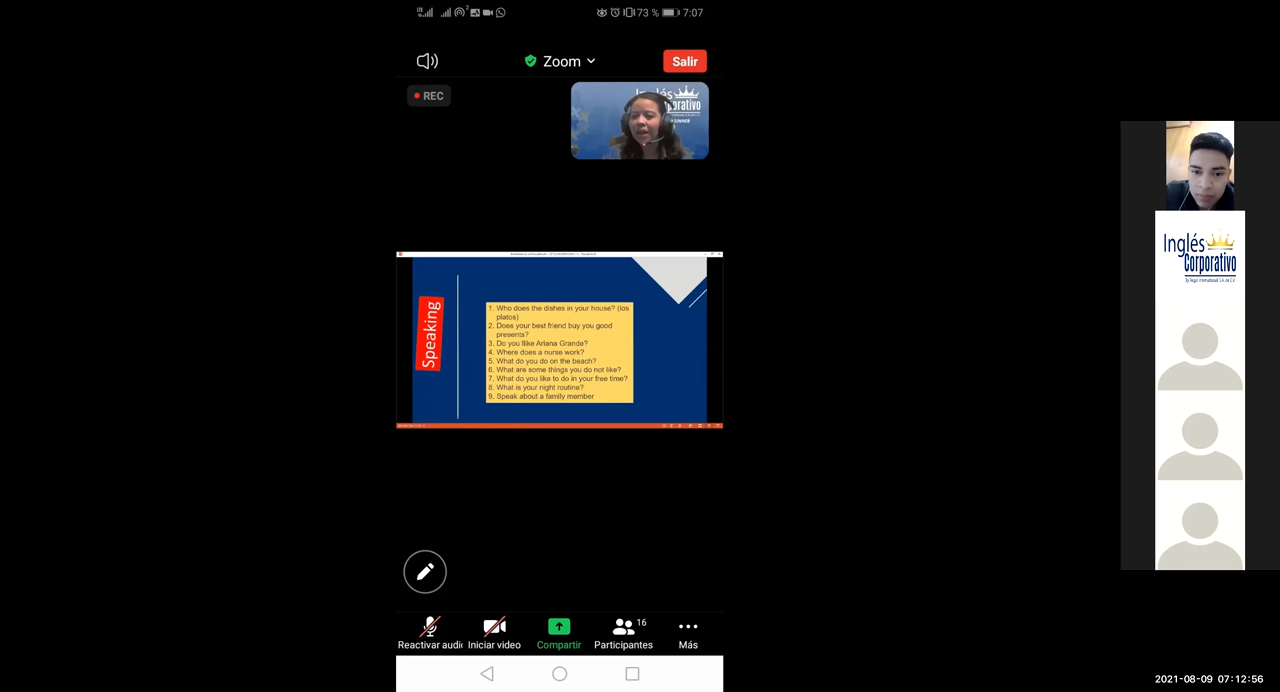 2
73 %
7:07
Zoom
Salir
REC
Inglés
Corporativo
Speaking
1. Who does the dishes in your house? (los
platos)
2. Does your best friend buy you good
presents?
3. Do you llike Ariana Grande?
4. Where does a nurse work?
5. What do you do on the beach?
6. What are some things you do not like?
7. What do you like to do in your free time?
8. What is your night routine?
9. Speak about a family member
Inglés
Corporativo
16
Reactivar audi
Iniciar video
Compartir
Participantes
Más
2021-08-09 07:12:56